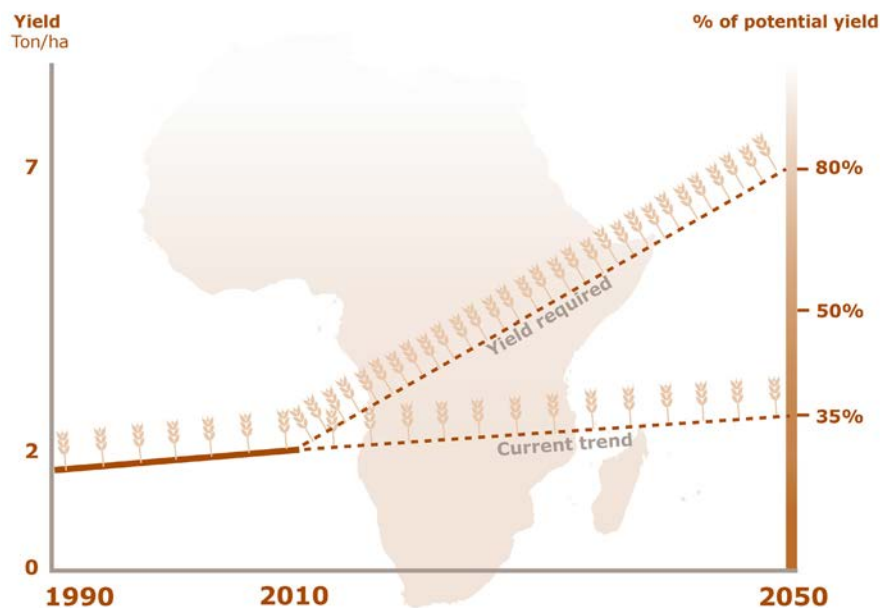 Yield
Ton/ha
% of potential yield
7
80%
50%
Yield required
2
35%
Current trend
0
1990
2010
2050